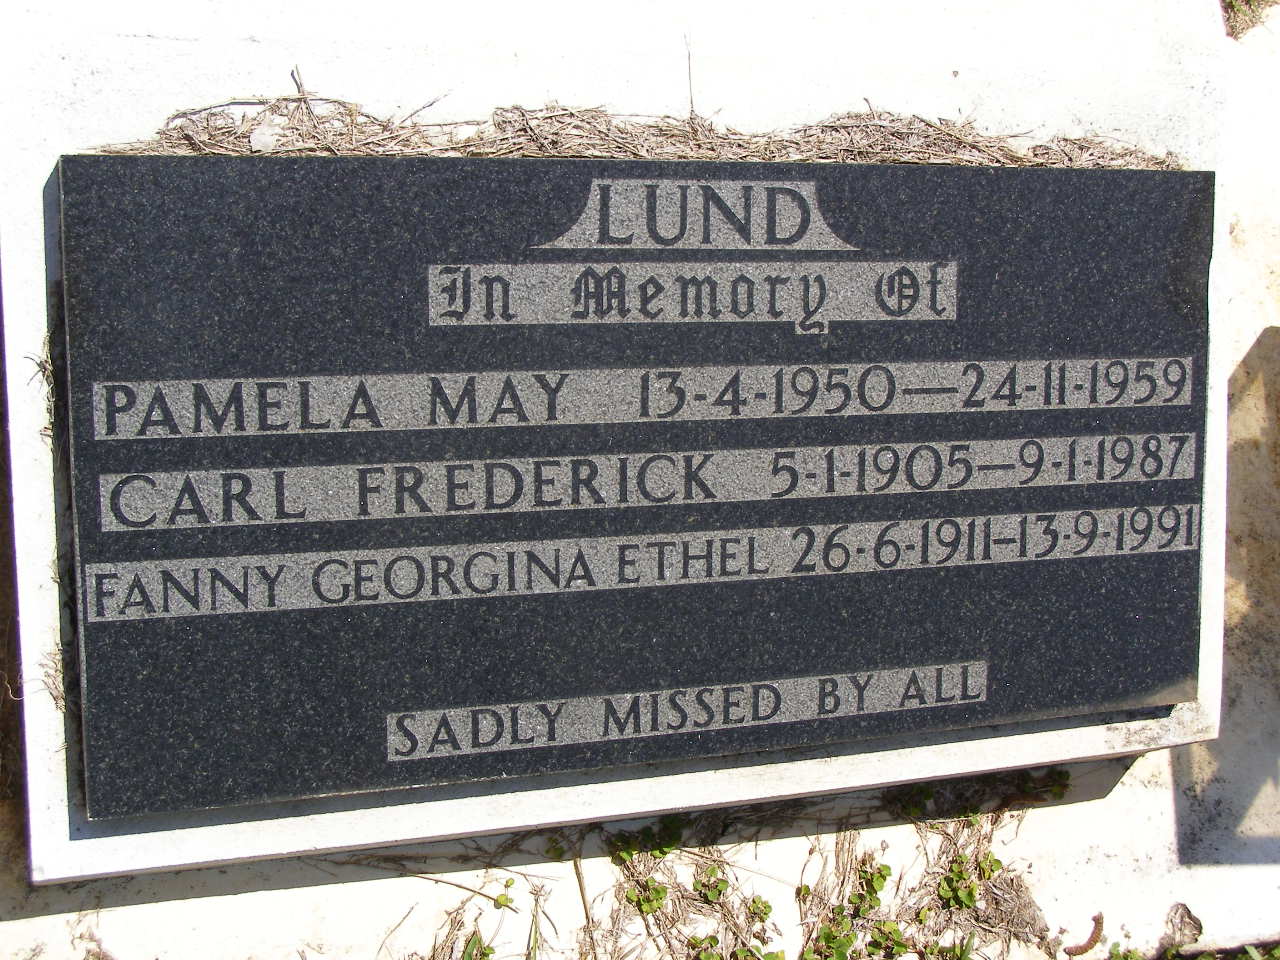 LUND
In Memory Of
PAMELA MAY 13-4-1950—24-11-1959
CARL FREDERICK 5-1-1905—9-1-1987
FANNY GEORGINA ETHEL 26-6-1911-13-9-1991
SADLY MISSED BY ALL